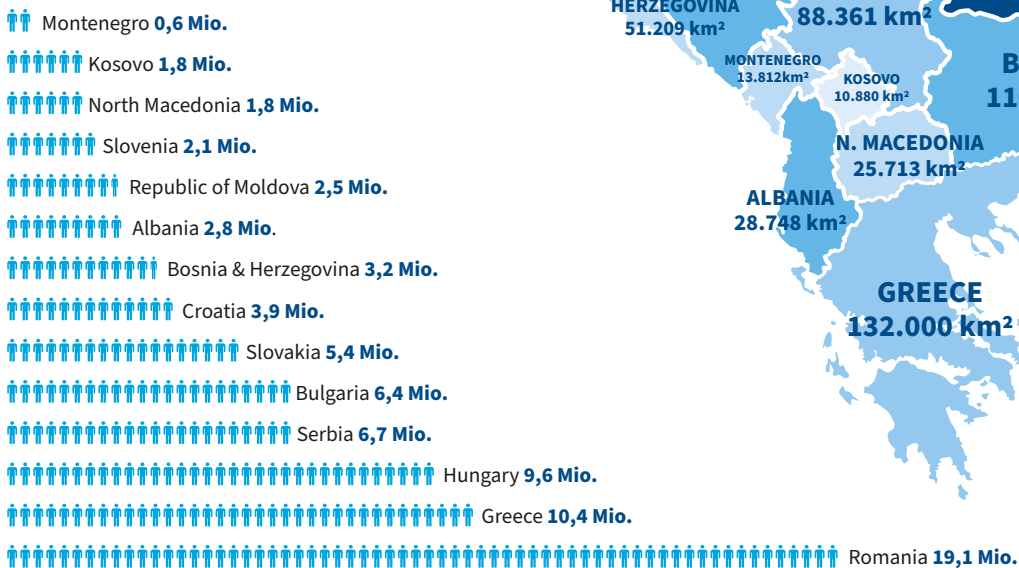 Montenegro 0,6 Mio.
Kosovo 1,8 Mio.
North Macedonia 1,8 Mio.
Slovenia 2,1 Mio.
Republic of Moldova 2,5 Mio.
Albania 2,8 Mio.
Bosnia & Herzegovina 3,2 Mio.
Croatia 3,9 Mio.
Slovakia 5,4 Mio.
Bulgaria 6,4 Mio.
Serbia 6,7 Mio.
Hungary 9,6 Mio.
Greece 10,4 Mio.
Romania 19,1 Mio.
HERZEGOVINA
51.209 km²
88.361 km²
MONTENEGRO
13.812km²
KOSOVO
10.880 km²
B
11
N. MACEDONIA
25.713 km²
ALBANIA
28.748 km²
GREECE
132.000 km²